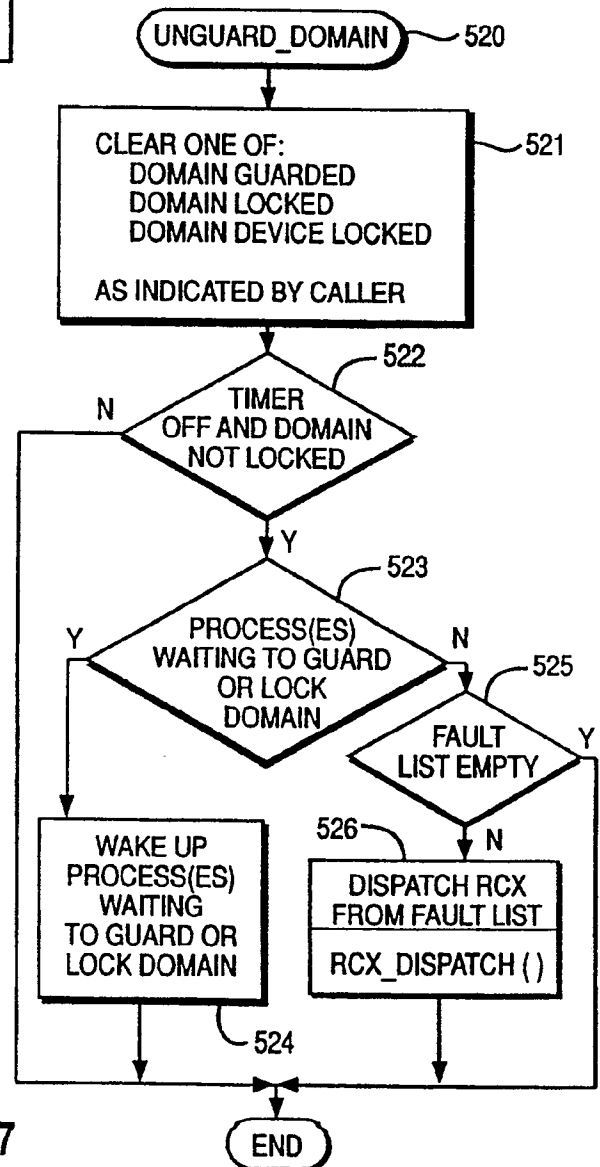 UNGUARD_DOMAIN
520
CLEAR ONE OF:
DOMAIN GUARDED
DOMAIN LOCKED
DOMAIN DEVICE LOCKED
AS INDICATED BY CALLER
521
522
TIMER
OFF AND DOMAIN
NOT LOCKED
N
Y
523
PROCESS(ES)
WAITING TO GUARD
OR LOCK
DOMAIN
Y
N
525
FAULT
LIST EMPTY
Y
N
526
WAKE UP
PROCESS(ES)
WAITING
TO GUARD OR
LOCK DOMAIN
524
DISPATCH RCX
FROM FAULT LIST
RCX_DISPATCH ( )
END
7